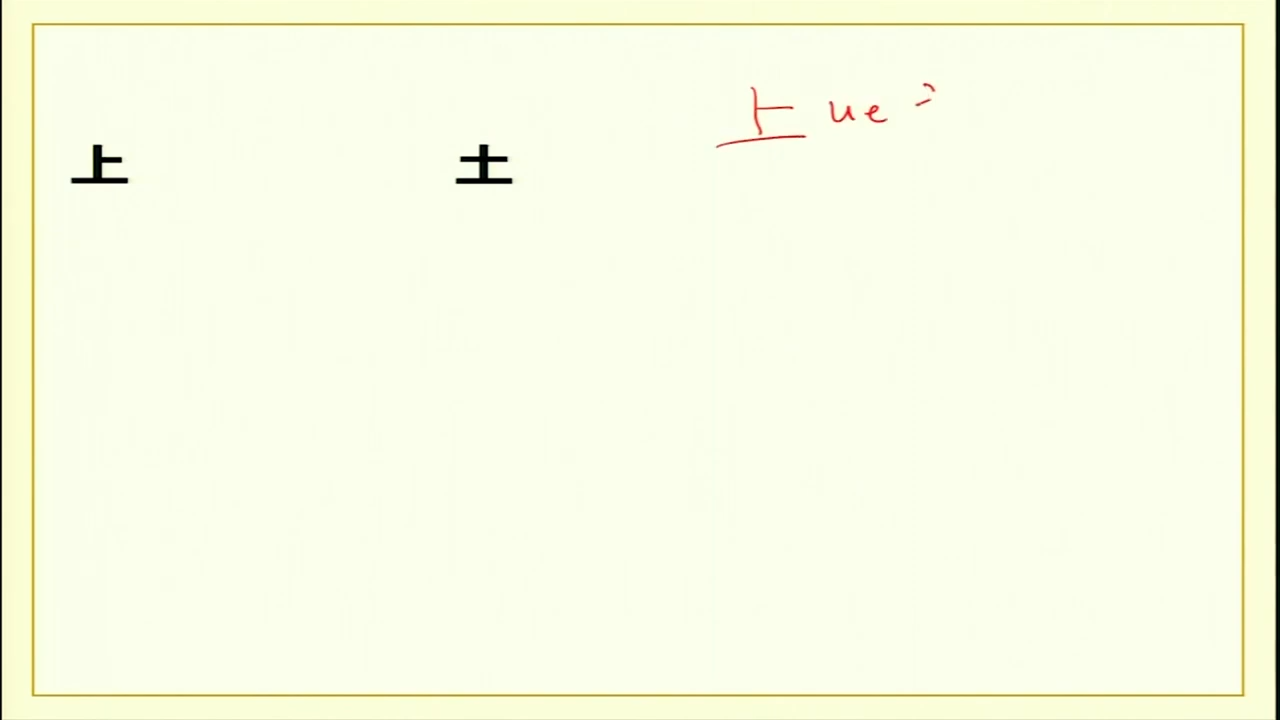 上 ue =
上 土